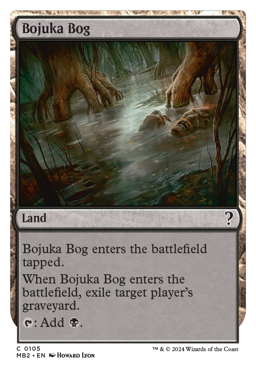 Bojuka Bog
Land
?
Bojuka Bog enters the battlefield
tapped.
When Bojuka Bog enters the
battlefield, exile target player's
graveyard.
: Add .
C 0105
MB2 • EN Howard Lyon
™ & © 2024 Wizards of the Coast